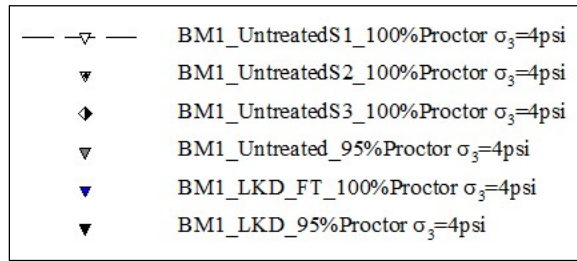 BM1_UntreatedS1_100%Proctor σ₃=4psi
BM1_UntreatedS2_100%Proctor σ₃=4psi
BM1_UntreatedS3_100%Proctor σ₃=4psi
BM1_Untreated_95%Proctor σ₃=4psi
BM1_LKD_FT_100%Proctor σ₃=4psi
BM1_LKD_95%Proctor σ₃=4psi